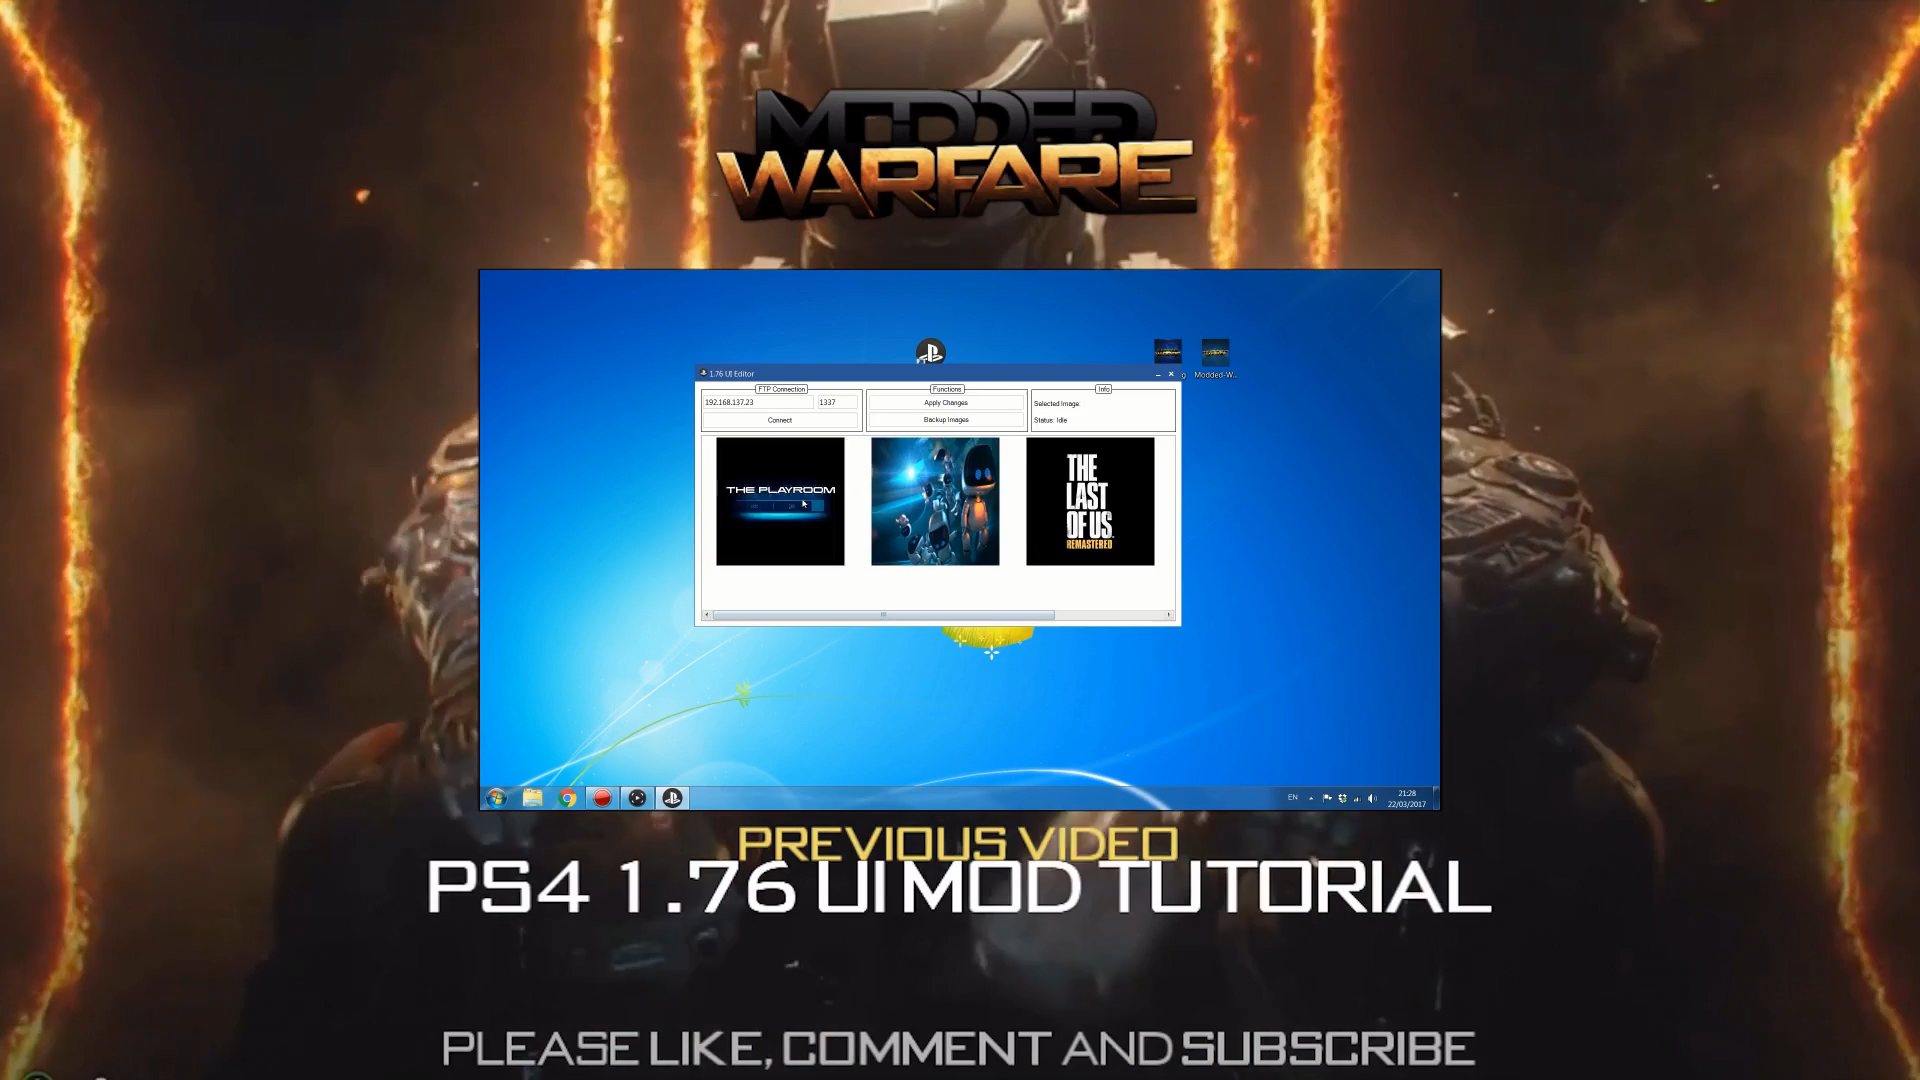 MODDED
WARFARE
Modded-W...
1.76 UI Editor
FTP Connection
Functions
Info
192.168.137.23
1337
Apply Changes
Selected Image:
Connect
Backup Images
Status: Idle
THE PLAYROOM
THE
LAST
OF US
REMASTERED
EN
21:28
22/03/2017
PREVIOUS VIDEO
PS4 1.76 UI MOD TUTORIAL
PLEASE LIKE, COMMENT AND SUBSCRIBE